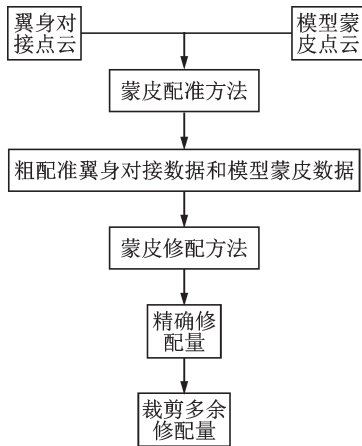 翼身对
接点云
模型蒙
皮点云
蒙皮配准方法
粗配准翼身对接数据和模型蒙皮数据
蒙皮修配方法
精确修
配量
裁剪多余
修配量